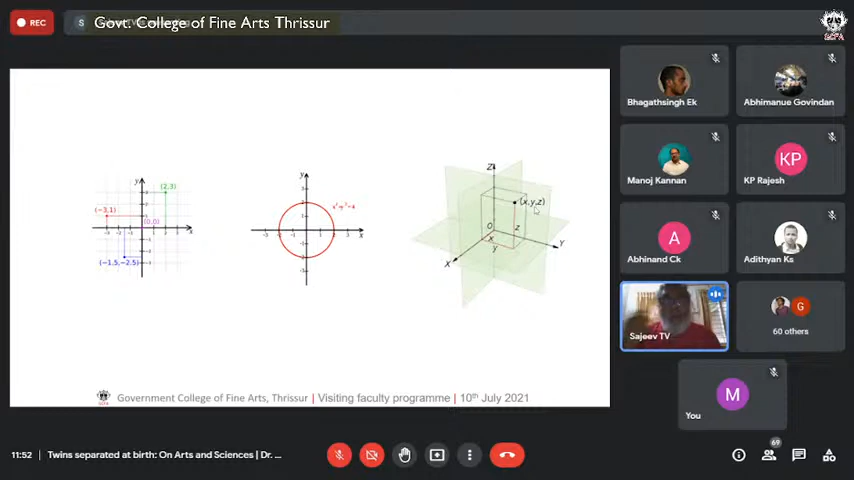 REC
S
Govt. College of Fine Arts Thrissur
SCFA
y
(2,3)
(−3,1)
(0,0)
x
(−1.5,−2.5)
y
x²+y²=4
x
Z
(x,y,z)
O
z
x
y
X
Y
Government College of Fine Arts, Thrissur | Visiting faculty programme | 10th July 2021
Bhagathsingh Ek
Abhimanue Govindan
Manoj Kannan
KP
KP Rajesh
A
Abhinand Ck
Adithyan Ks
Sajeev TV
G
60 others
M
You
11:52 | Twins separated at birth: On Arts and Sciences | Dr. ...
69